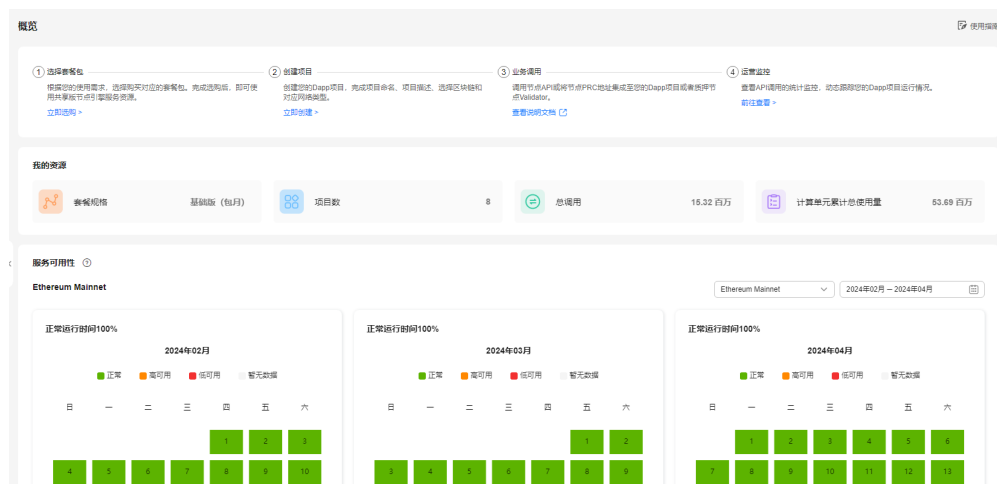 概览
使用指南
1 选择套餐包
根据您的使用需求，选择购买对应的套餐包。完成选购后，即可使
用共享版节点引擎服务资源。
立即选购 >
2 创建项目
创建您的Dapp项目，完成项目命名、项目描述、选择区块链和
对应网络类型。
立即创建 >
3 业务调用
调用节点API或将节点PRC地址集成至您的Dapp项目或者质押节
点Validator。
查看说明文档
4 运营监控
查看API调用的统计监控，动态跟踪您的Dapp项目运行情况。
前往查看 >
我的资源
套餐规格 基础版（包月）
项目数 8
总调用 15.32 百万
计算单元累计总使用量 53.69 百万
服务可用性 ?
Ethereum Mainnet
Ethereum Mainnet
2024年02月 – 2024年04月
正常运行时间100%
2024年02月
正常 高可用 低可用 暂无数据
日 一 二 三 四 五 六
1 2 3
4 5 6 7 8 9 10
正常运行时间100%
2024年03月
正常 高可用 低可用 暂无数据
日 一 二 三 四 五 六
1 2
3 4 5 6 7 8 9
正常运行时间100%
2024年04月
正常 高可用 低可用 暂无数据
日 一 二 三 四 五 六
1 2 3 4 5 6
7 8 9 10 11 12 13